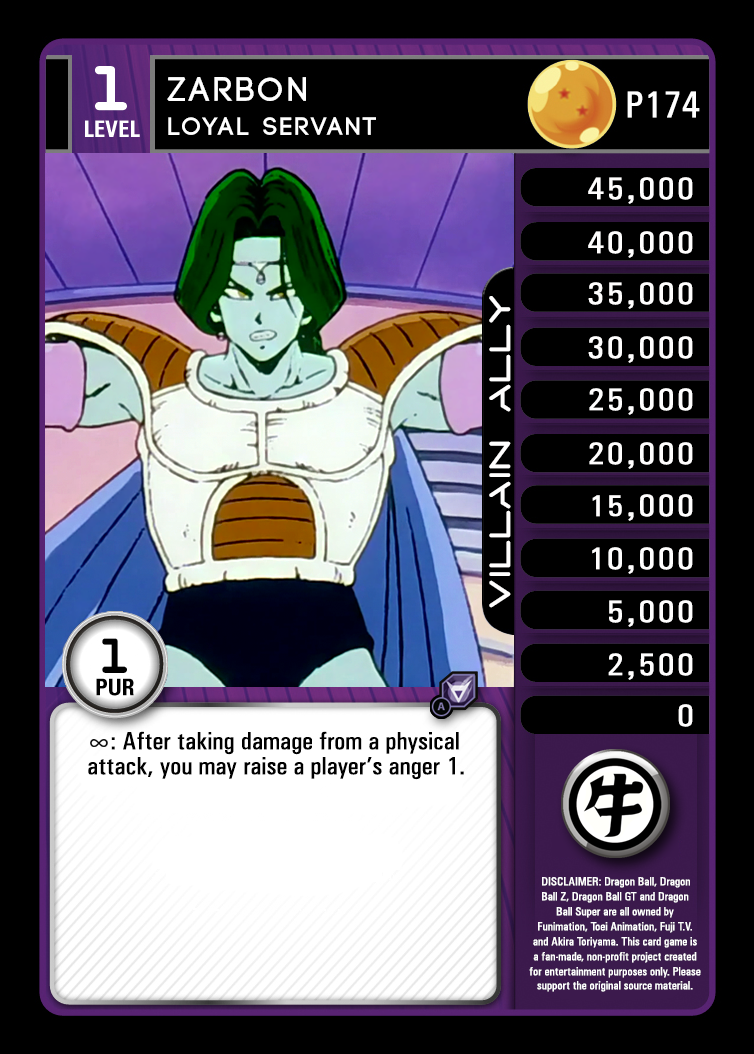 1
LEVEL
ZARBON
LOYAL SERVANT
P174
45,000
40,000
35,000
30,000
25,000
20,000
15,000
10,000
5,000
2,500
0
VILLAIN ALLY
1
PUR
A
∞: After taking damage from a physical
attack, you may raise a player's anger 1.
牛
DISCLAIMER: Dragon Ball, Dragon
Ball Z, Dragon Ball GT and Dragon
Ball Super are all owned by
Funimation, Toei Animation, Fuji T.V.
and Akira Toriyama. This card game is
a fan-made, non-profit project created
for entertainment purposes only. Please
support the original source material.